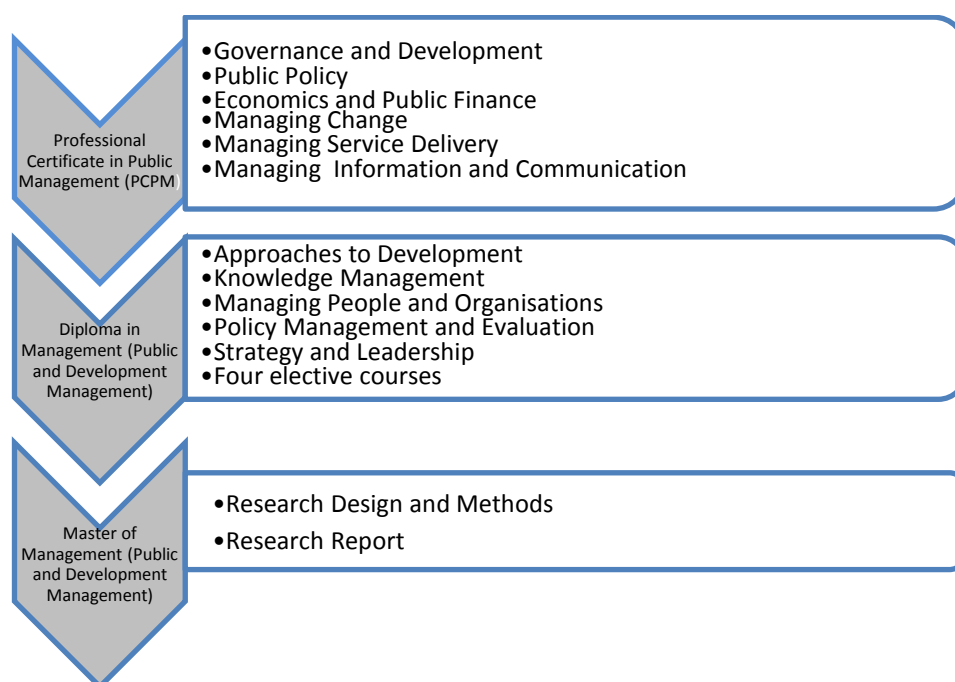 Professional
Certificate in Public
Management (PCPM)
•Governance and Development
•Public Policy
•Economics and Public Finance
•Managing Change
•Managing Service Delivery
•Managing  Information and Communication
Diploma in
Management (Public
and Development
Management)
•Approaches to Development
•Knowledge Management
•Managing People and Organisations
•Policy Management and Evaluation
•Strategy and Leadership
•Four elective courses
Master of
Management (Public
and Development
Management)
•Research Design and Methods
•Research Report